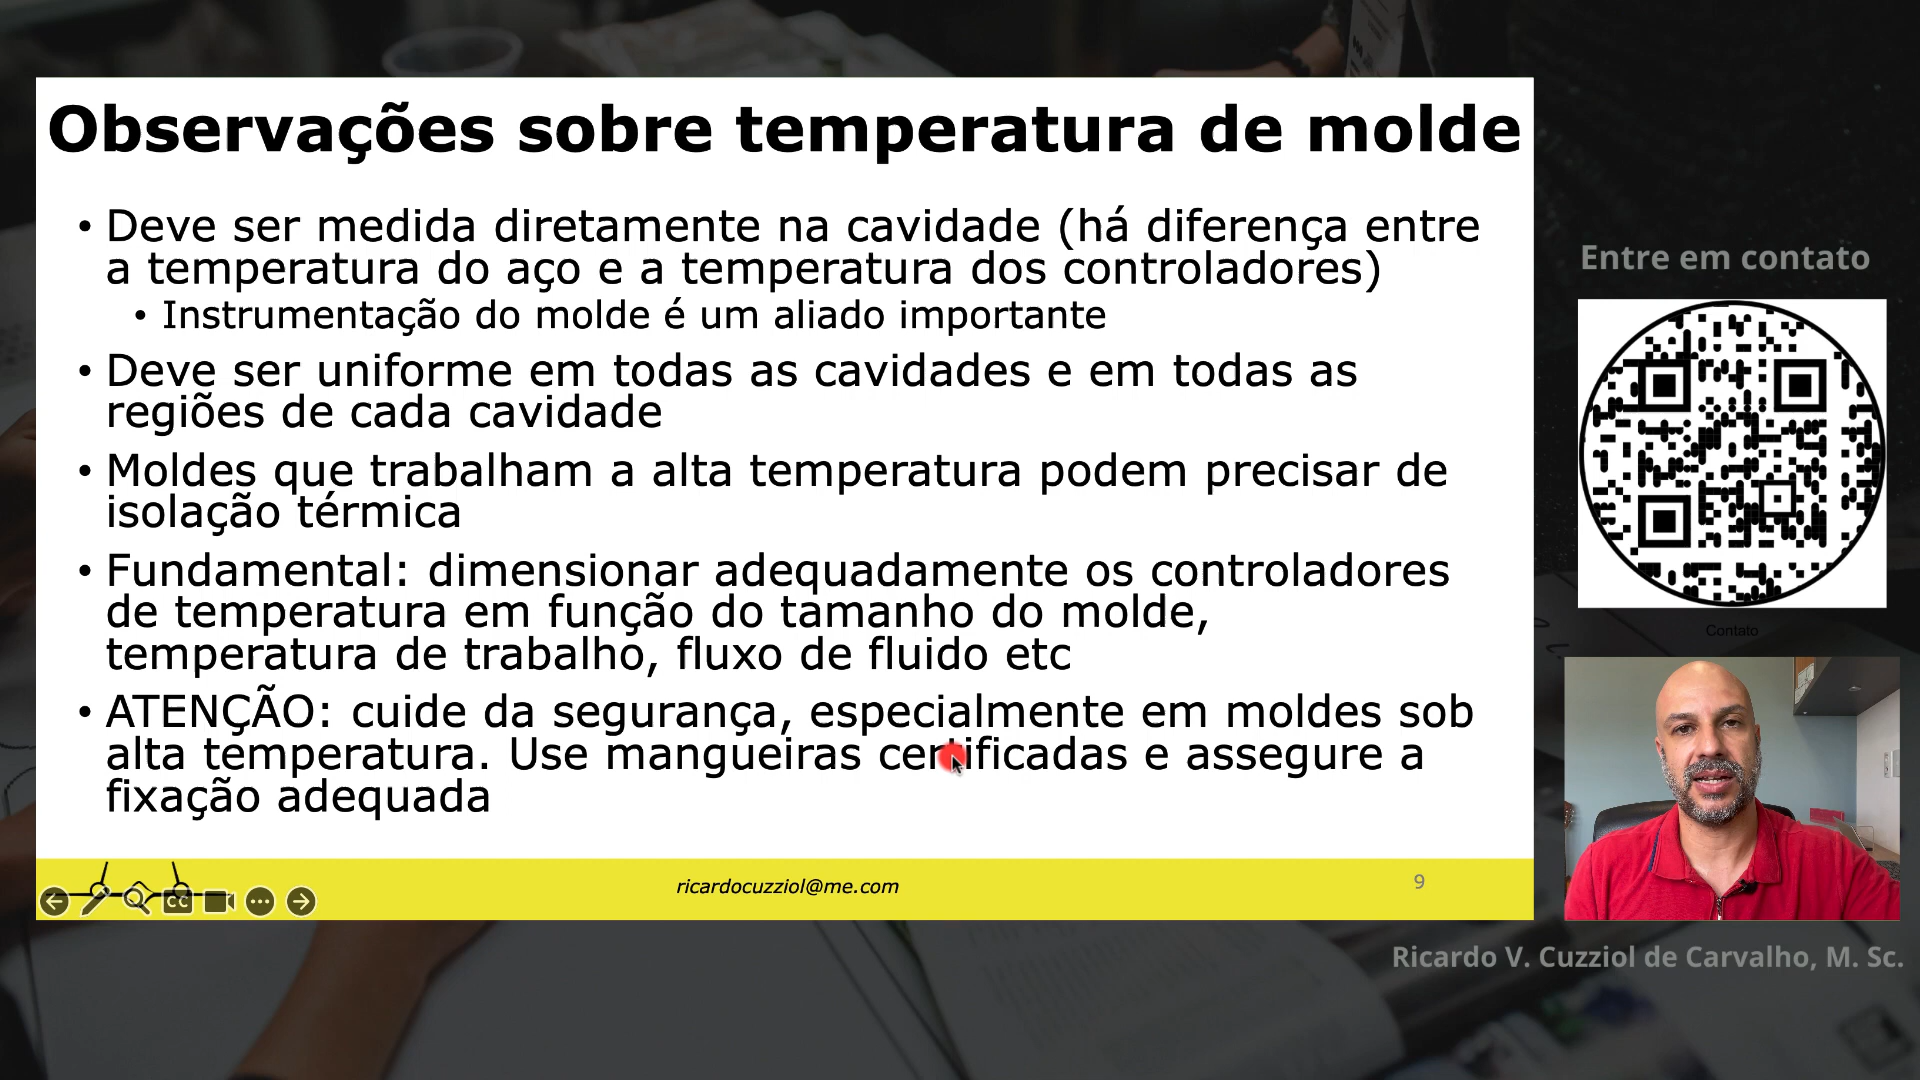 Observações sobre temperatura de molde
• Deve ser medida diretamente na cavidade (há diferença entre
a temperatura do aço e a temperatura dos controladores)
• Instrumentação do molde é um aliado importante
• Deve ser uniforme em todas as cavidades e em todas as
regiões de cada cavidade
• Moldes que trabalham a alta temperatura podem precisar de
isolação térmica
• Fundamental: dimensionar adequadamente os controladores
de temperatura em função do tamanho do molde,
temperatura de trabalho, fluxo de fluido etc
• ATENÇÃO: cuide da segurança, especialmente em moldes sob
alta temperatura. Use mangueiras certificadas e assegure a
fixação adequada
CC
ricardocuzziol@me.com
9
Entre em contato
Contato
Ricardo V. Cuzziol de Carvalho, M. Sc.